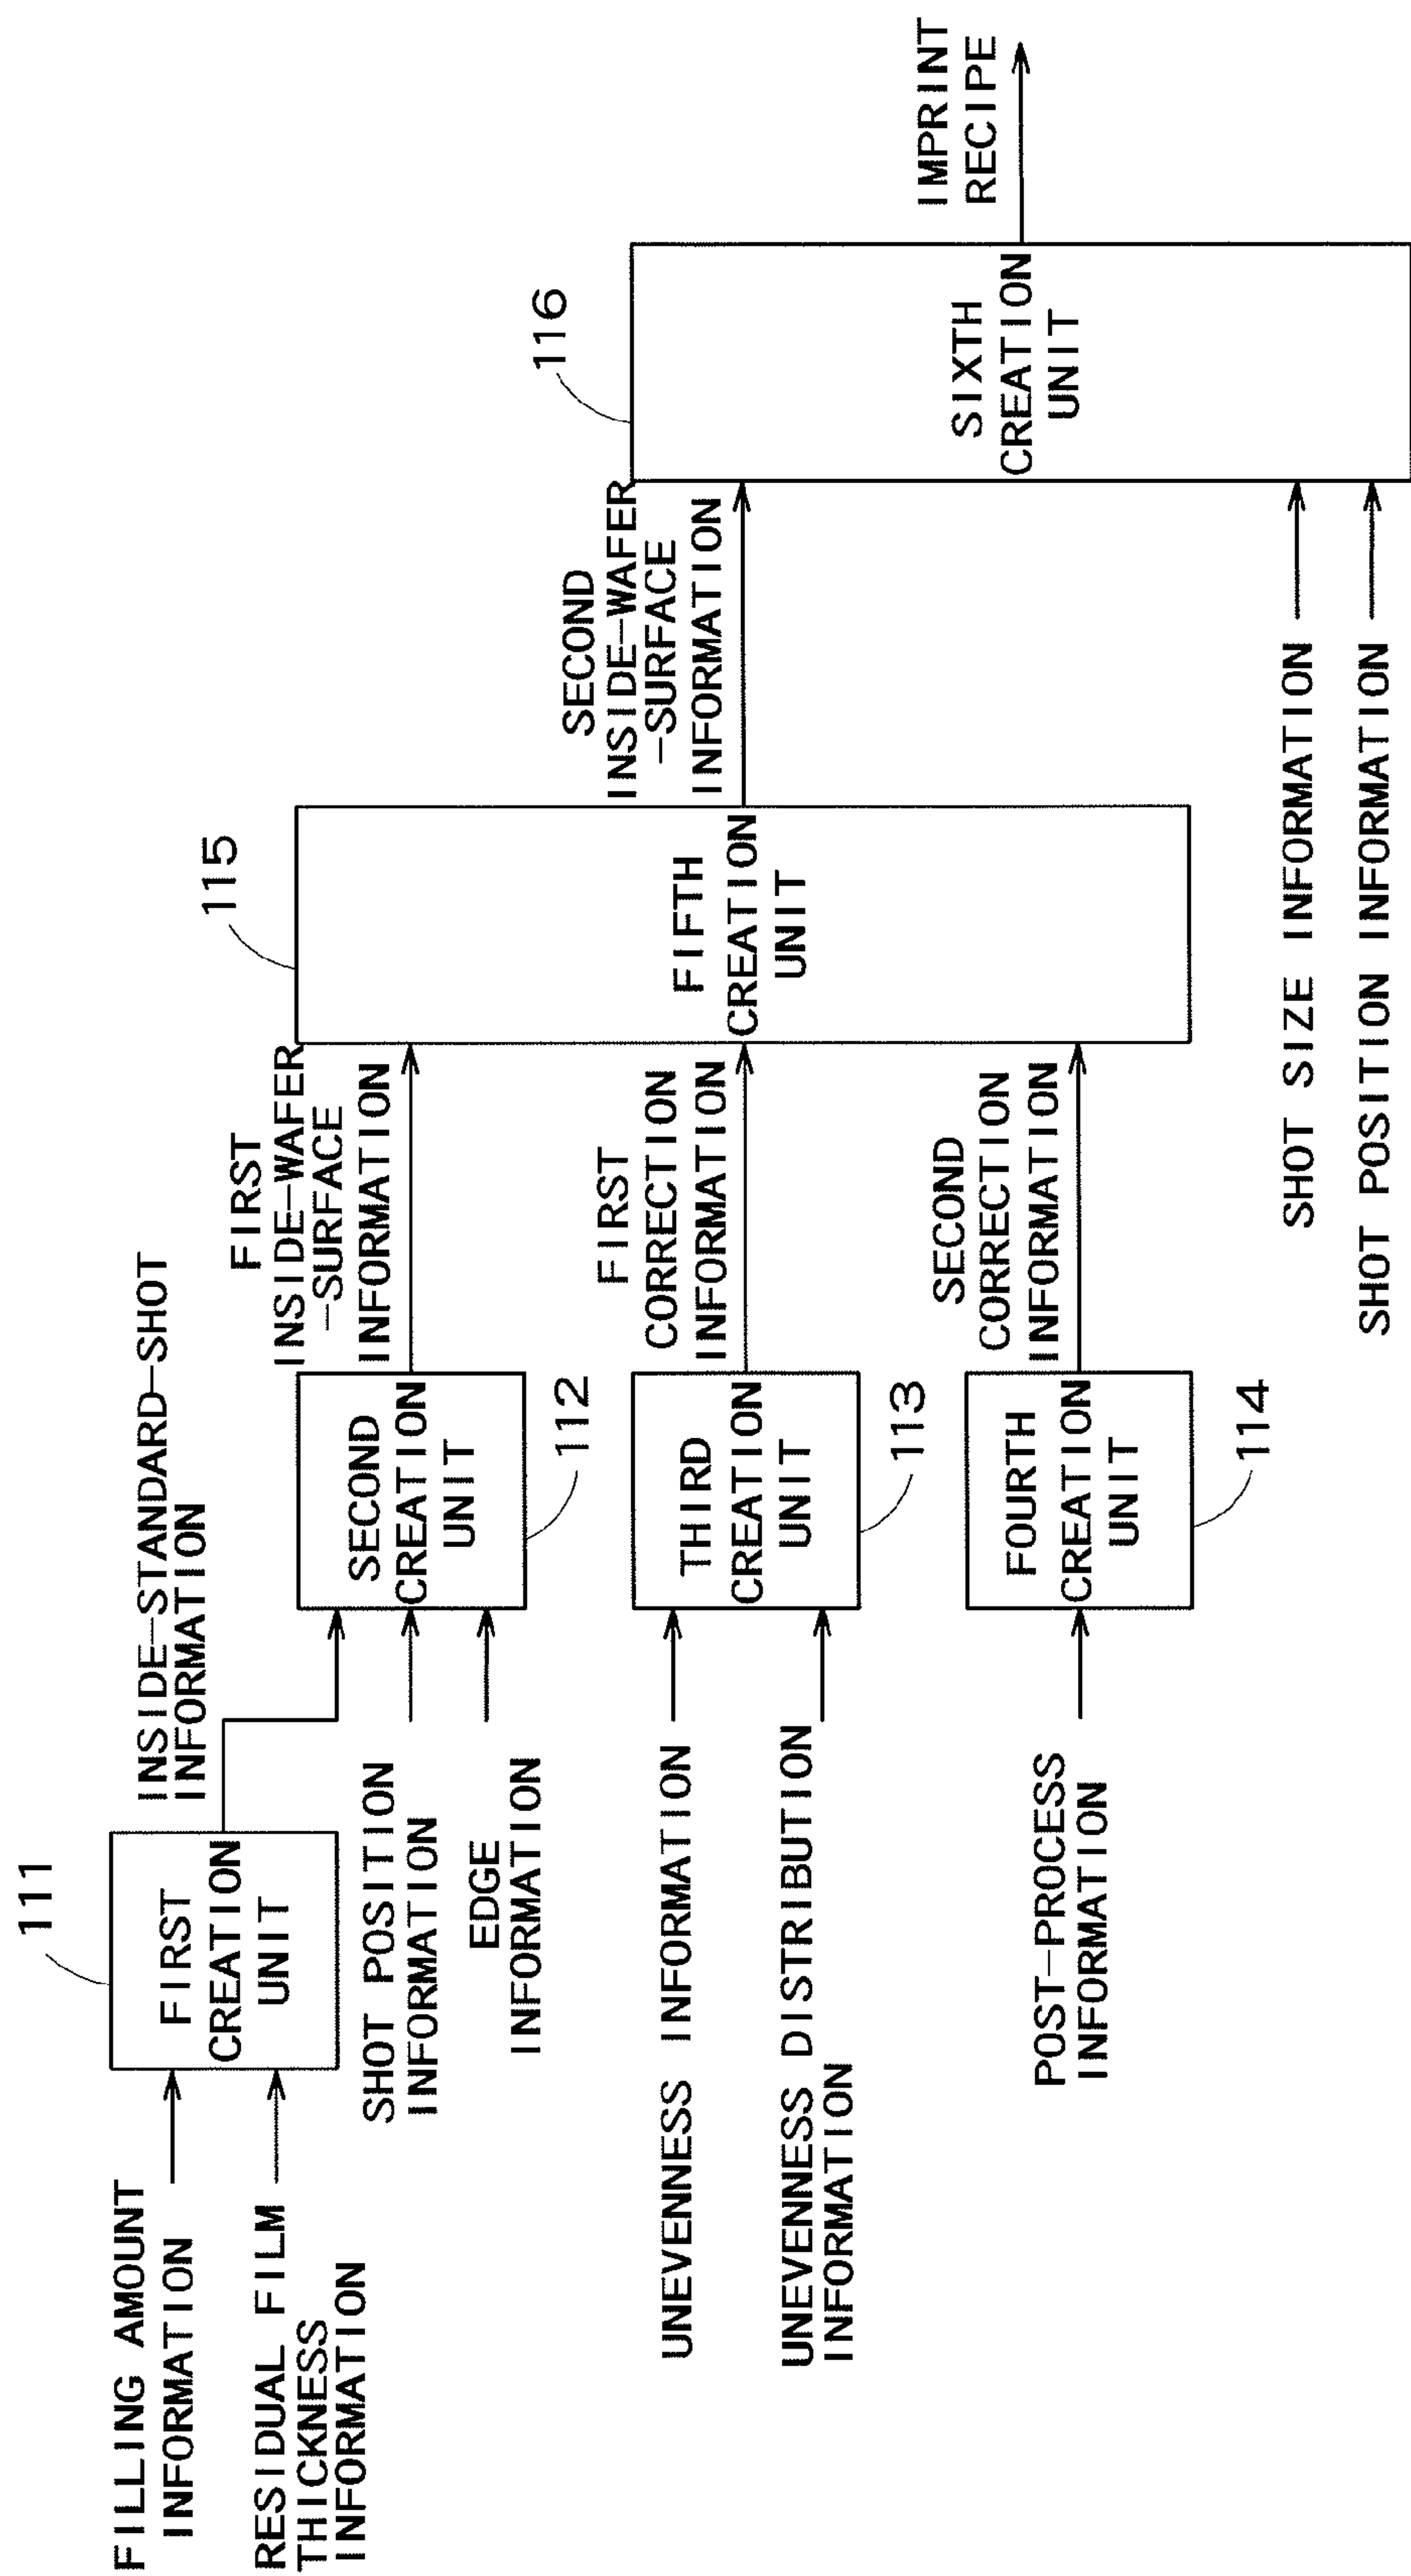 FILLING AMOUNT
INFORMATION
RESIDUAL FILM
THICKNESS
INFORMATION
111
FIRST
CREATION
UNIT
INSIDE-STANDARD-SHOT
INFORMATION
SHOT POSITION
INFORMATION
EDGE
INFORMATION
SECOND
CREATION
UNIT
112
FIRST
INSIDE-WAFER
-SURFACE
INFORMATION
UNEVENNESS INFORMATION
UNEVENNESS DISTRIBUTION
INFORMATION
THIRD
CREATION
UNIT
113
FIRST
CORRECTION
INFORMATION
POST-PROCESS
INFORMATION
FOURTH
CREATION
UNIT
114
SECOND
CORRECTION
INFORMATION
115
FIFTH
CREATION
UNIT
SECOND
INSIDE-WAFER
-SURFACE
INFORMATION
SHOT SIZE INFORMATION
SHOT POSITION INFORMATION
116
SIXTH
CREATION
UNIT
IMPRINT
RECIPE